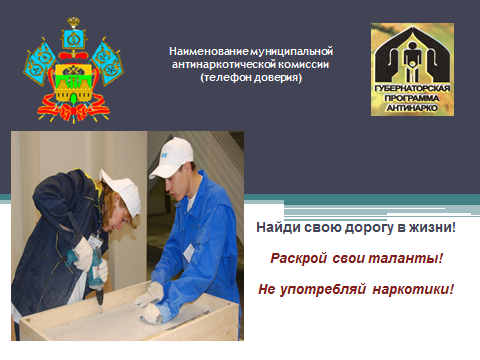 Наименование муниципальной
антинаркотической комиссии
(телефон доверия)
ГУБЕРНАТОРСКАЯ
ПРОГРАММА
АНТИНАРКО
Найди свою дорогу в жизни!
Раскрой свои таланты!
Не употребляй наркотики!